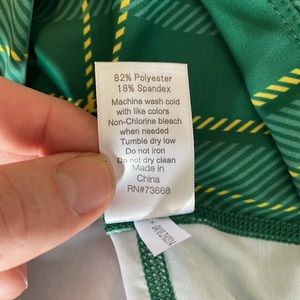 82% Polyester
18% Spandex
Machine wash cold
with like colors
Non-Chlorine bleach
when needed
Tumble dry low
Do not iron
Do not dry clean
Made in
China
RN#73668